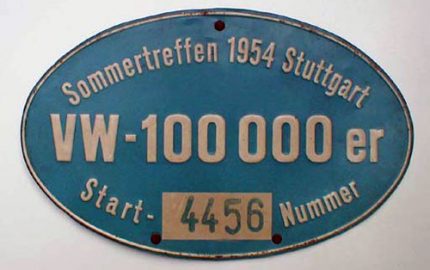 Sommertreffen 1954 Stuttgart
VW-100 000 er
Start- 4456 Nummer